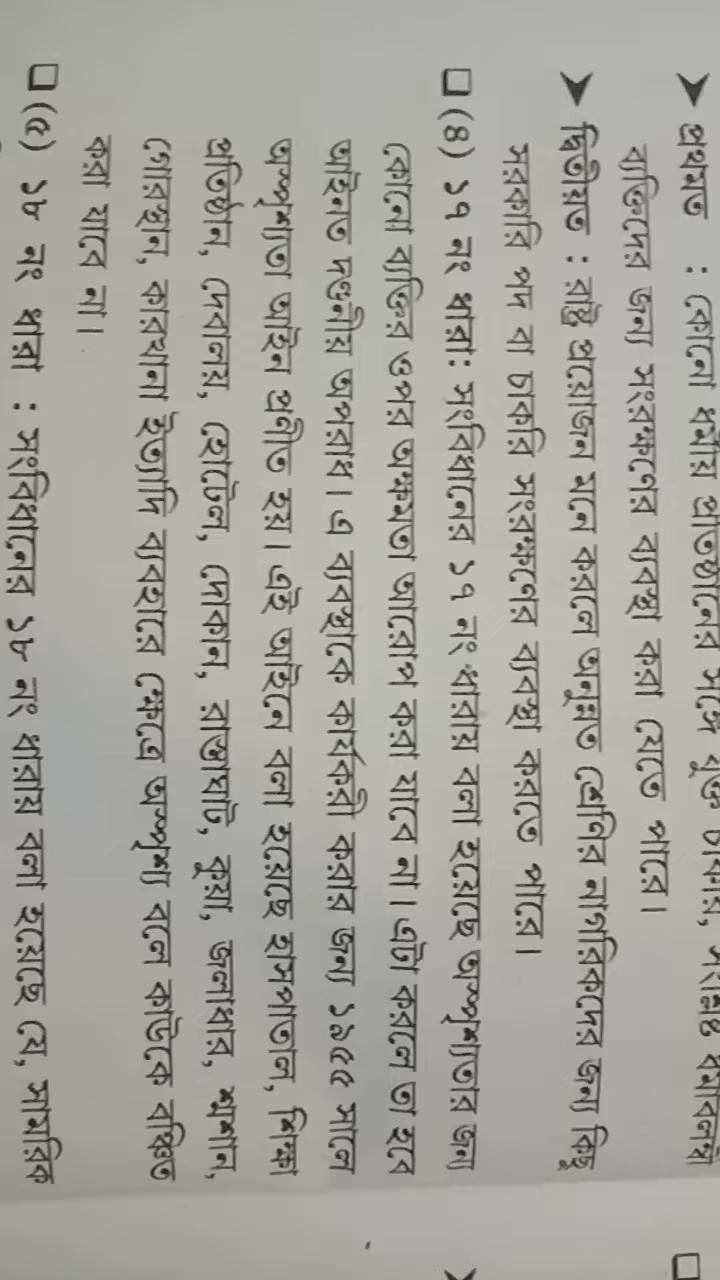 ➤ প্রথমত : কোনো ধর্মীয় প্রতিষ্ঠানের সঙ্গে যুক্ত চাকরি, সংশ্লিষ্ট ধর্মাবলম্বী
ব্যক্তিদের জন্য সংরক্ষণের ব্যবস্থা করা যেতে পারে।
➤ দ্বিতীয়ত : রাষ্ট্র প্রয়োজন মনে করলে অনুন্নত শ্রেণির নাগরিকদের জন্য কিছু
সরকারি পদ বা চাকরি সংরক্ষণের ব্যবস্থা করতে পারে।
❑ (৪) ১৭ নং ধারা: সংবিধানের ১৭ নং ধারায় বলা হয়েছে অস্পৃশ্যতার জন্য
কোনো ব্যক্তির ওপর অক্ষমতা আরোপ করা যাবে না। এটা করলে তা হবে
আইনত দণ্ডনীয় অপরাধ। এ ব্যবস্থাকে কার্যকরী করার জন্য ১৯৫৫ সালে
অস্পৃশ্যতা আইন প্রণীত হয়। এই আইনে বলা হয়েছে হাসপাতাল, শিক্ষা
প্রতিষ্ঠান, দেবালয়, হোটেল, দোকান, রাস্তাঘাট, কুয়া, জলাধার, শ্মশান,
গোরস্থান, কারখানা ইত্যাদি ব্যবহারের ক্ষেত্রে অস্পৃশ্য বলে কাউকে বঞ্চিত
করা যাবে না।
❑ (৫) ১৮ নং ধারা : সংবিধানের ১৮ নং ধারায় বলা হয়েছে যে, সামরিক